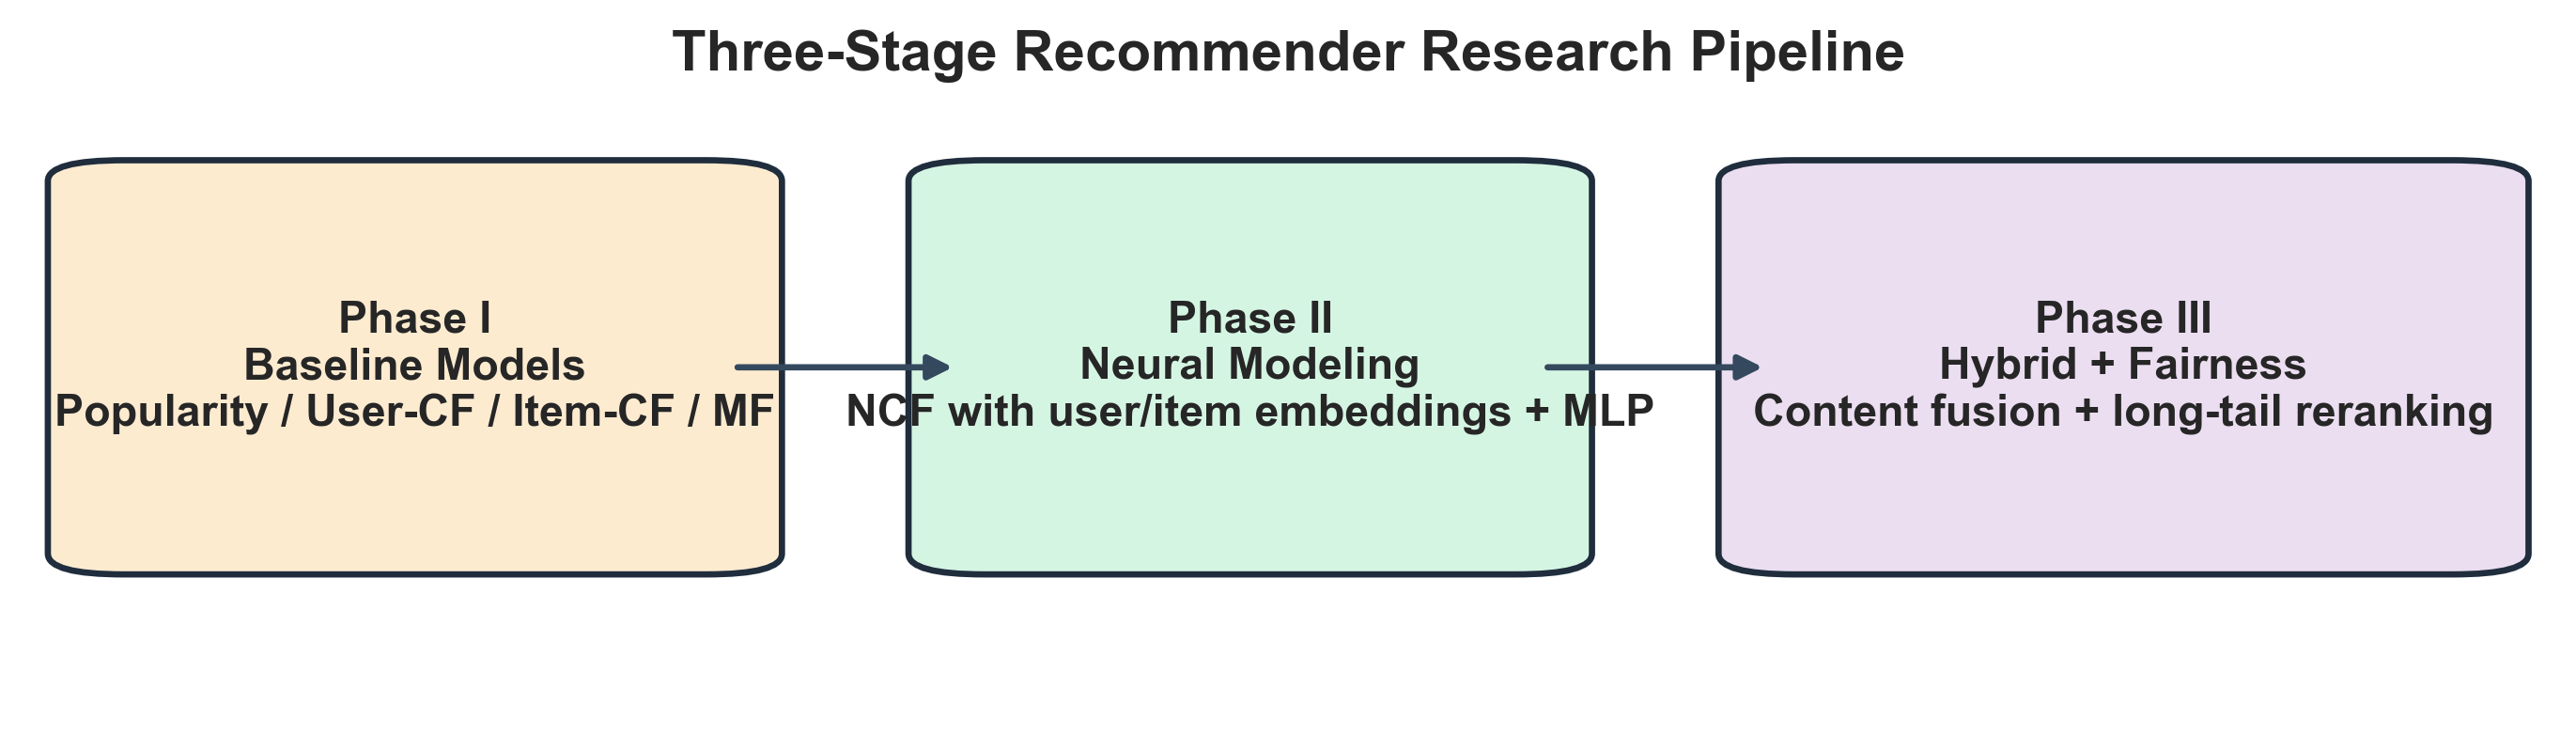 Three-Stage Recommender Research Pipeline
Phase I
Baseline Models
Popularity / User-CF / Item-CF / MF
Phase II
Neural Modeling
NCF with user/item embeddings + MLP
Phase III
Hybrid + Fairness
Content fusion + long-tail reranking